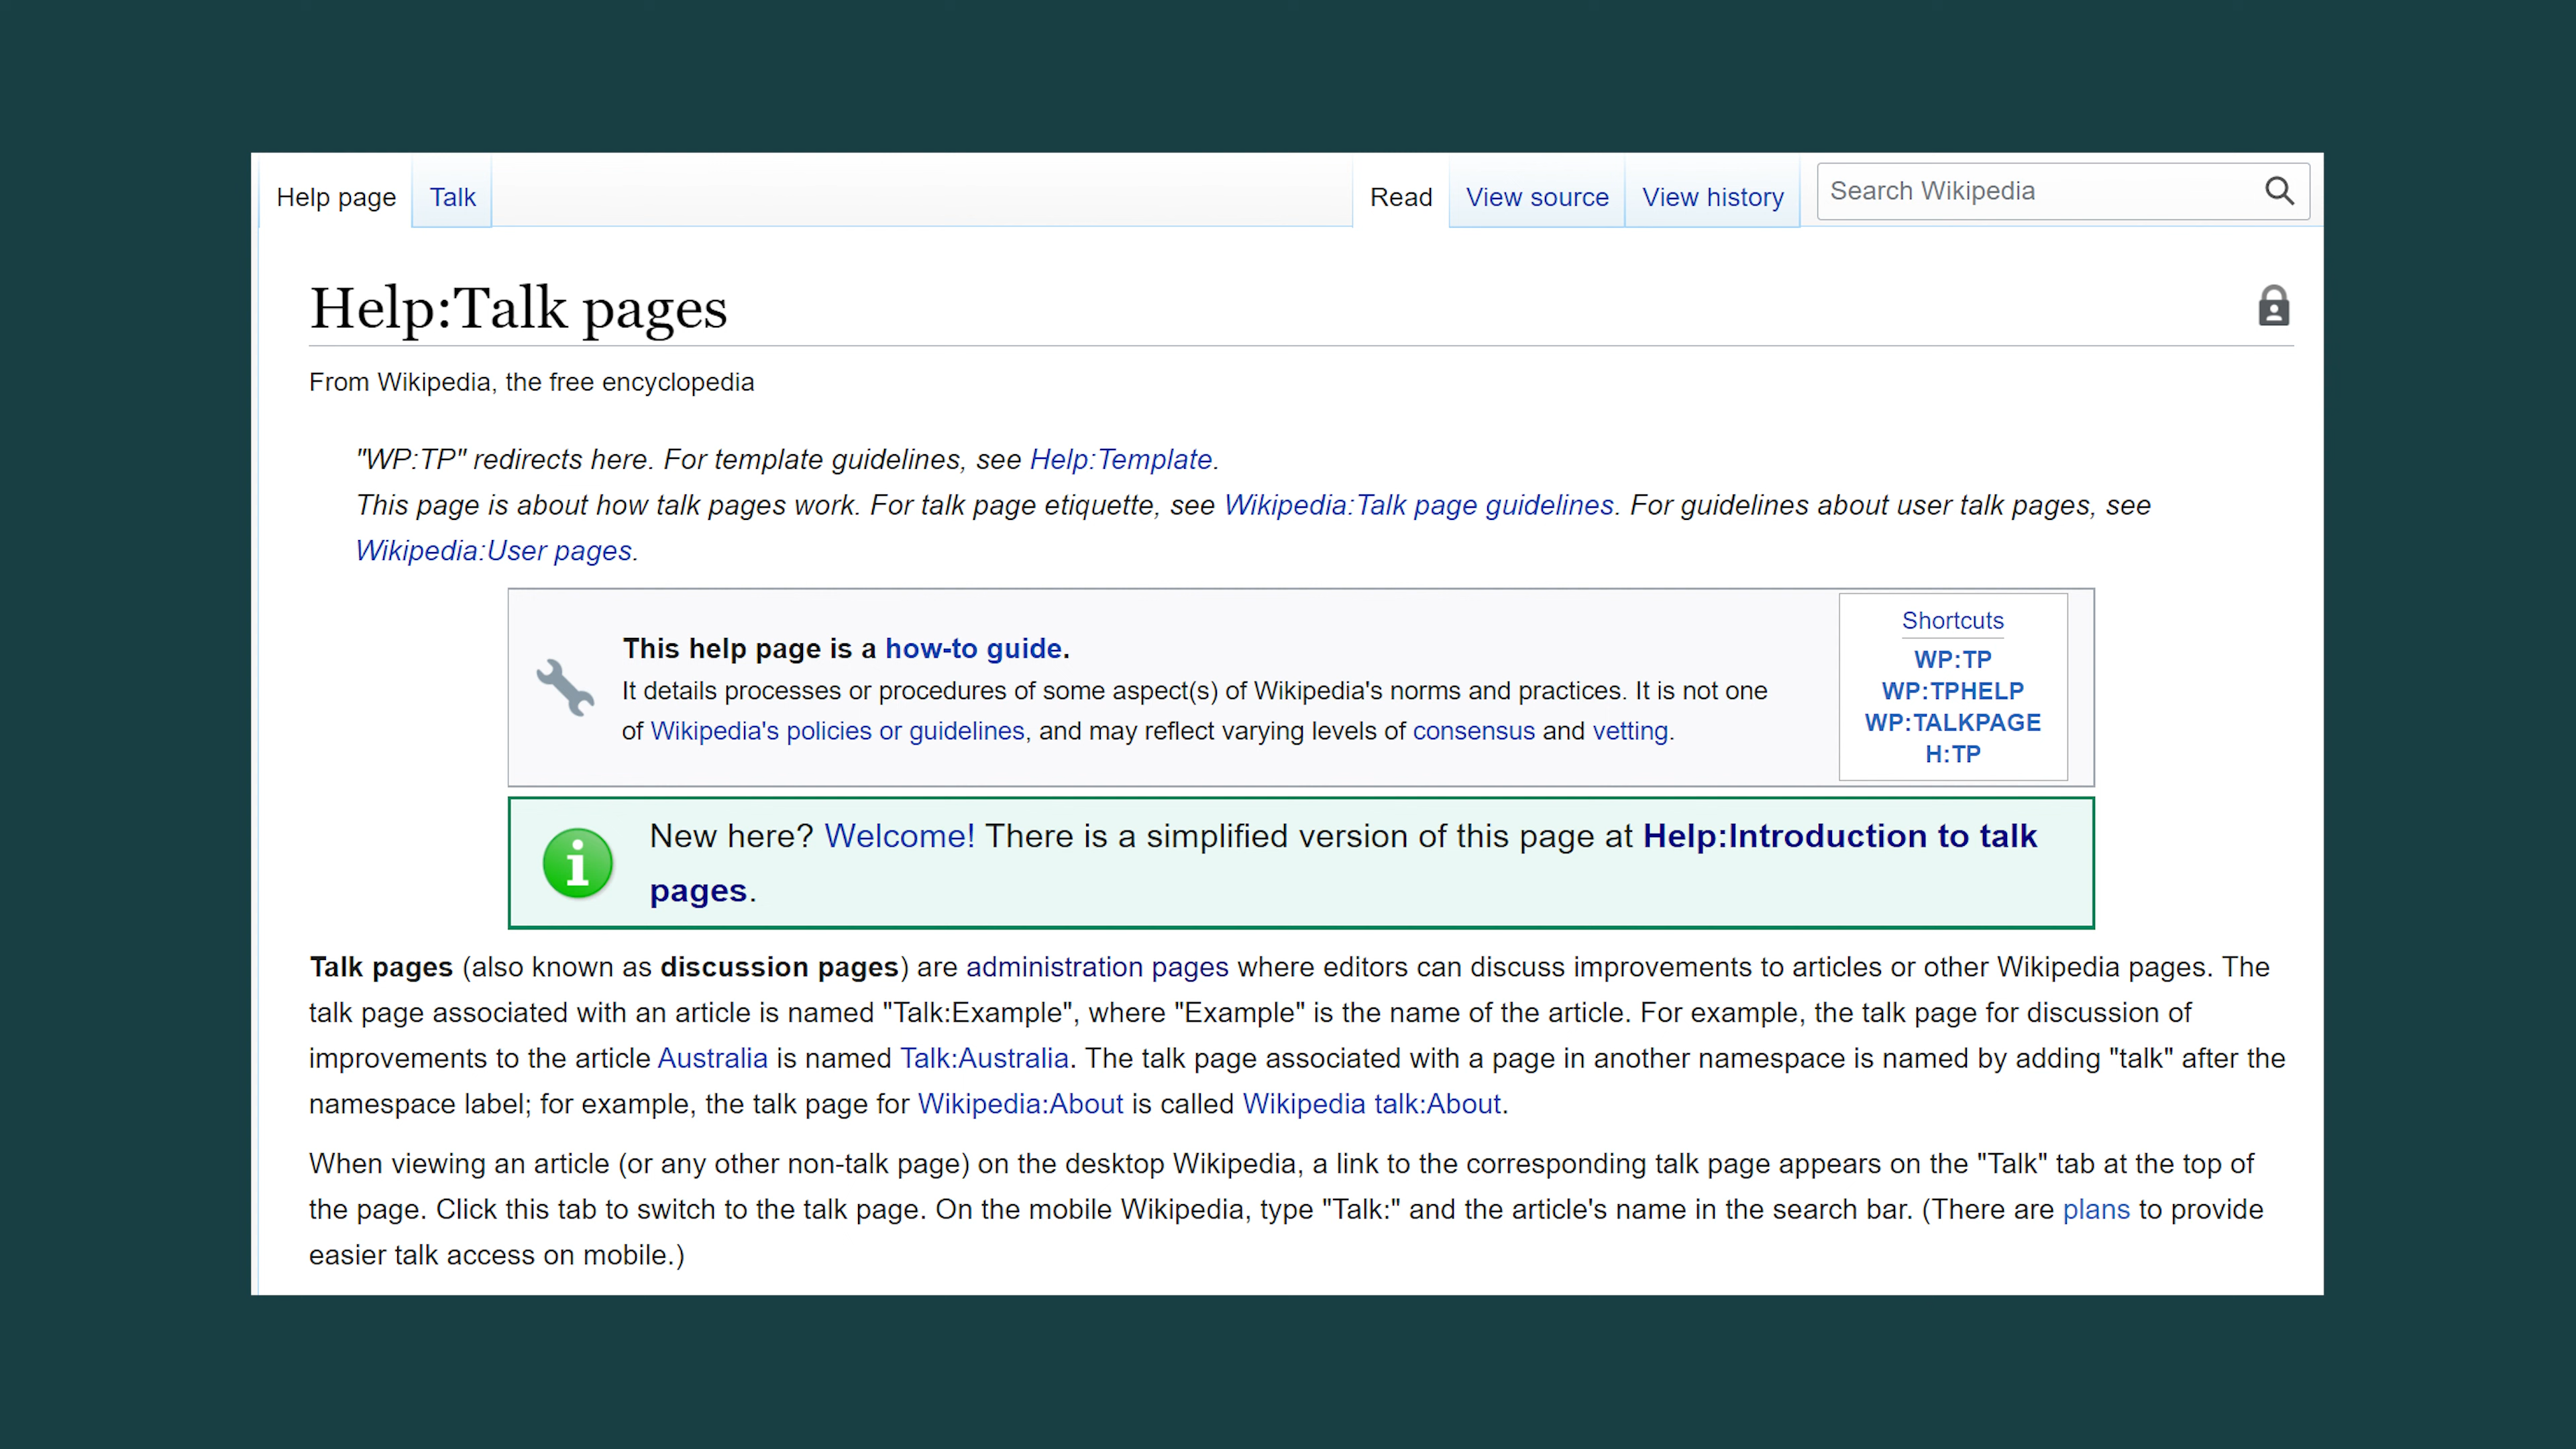 Help page
Talk
Read
View source
View history
Search Wikipedia
Help:Talk pages
From Wikipedia, the free encyclopedia
"WP:TP" redirects here. For template guidelines, see Help:Template.
This page is about how talk pages work. For talk page etiquette, see Wikipedia:Talk page guidelines. For guidelines about user talk pages, see
Wikipedia:User pages.
This help page is a how-to guide.
It details processes or procedures of some aspect(s) of Wikipedia's norms and practices. It is not one
of Wikipedia's policies or guidelines, and may reflect varying levels of consensus and vetting.
Shortcuts
WP:TP
WP:TPHELP
WP:TALKPAGE
H:TP
New here? Welcome! There is a simplified version of this page at Help:Introduction to talk
pages.
Talk pages (also known as discussion pages) are administration pages where editors can discuss improvements to articles or other Wikipedia pages. The
talk page associated with an article is named "Talk:Example", where "Example" is the name of the article. For example, the talk page for discussion of
improvements to the article Australia is named Talk:Australia. The talk page associated with a page in another namespace is named by adding "talk" after the
namespace label; for example, the talk page for Wikipedia:About is called Wikipedia talk:About.
When viewing an article (or any other non-talk page) on the desktop Wikipedia, a link to the corresponding talk page appears on the "Talk" tab at the top of
the page. Click this tab to switch to the talk page. On the mobile Wikipedia, type "Talk:" and the article's name in the search bar. (There are plans to provide
easier talk access on mobile.)